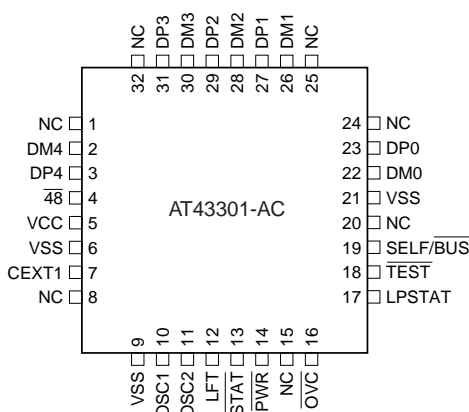 NC
DP3
DM3
DP2
DM2
DP1
DM1
NC
32
31
30
29
28
27
26
25
NC 1
DM4 2
DP4 3
48 4
VCC 5
VSS 6
CEXT1 7
NC 8
AT43301-AC
24 NC
23 DP0
22 DM0
21 VSS
20 NC
19 SELF/BUS
18 TEST
17 LPSTAT
9
10
11
12
13
14
15
16
VSS
OSC1
OSC2
LFT
STAT
PWR
NC
OVC